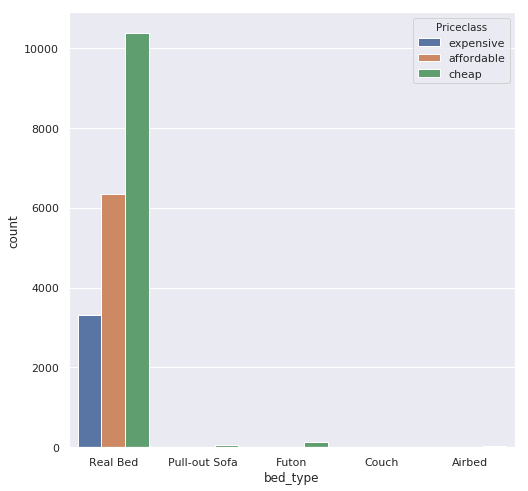 Priceclass
expensive
affordable
cheap
10000
8000
6000
4000
2000
0
count
Real Bed
Pull-out Sofa
Futon
Couch
Airbed
bed_type